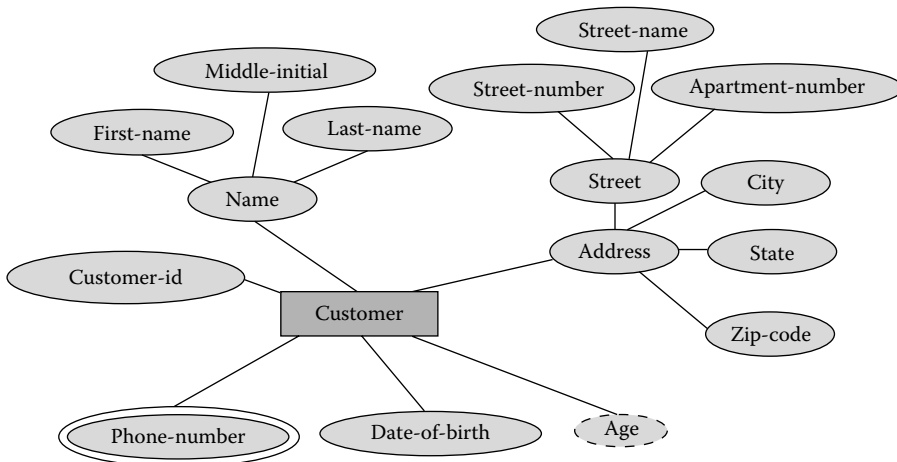 Street-name
Middle-initial
Street-number
Apartment-number
First-name
Last-name
Street
City
Name
Address
State
Customer-id
Customer
Zip-code
Phone-number
Date-of-birth
Age